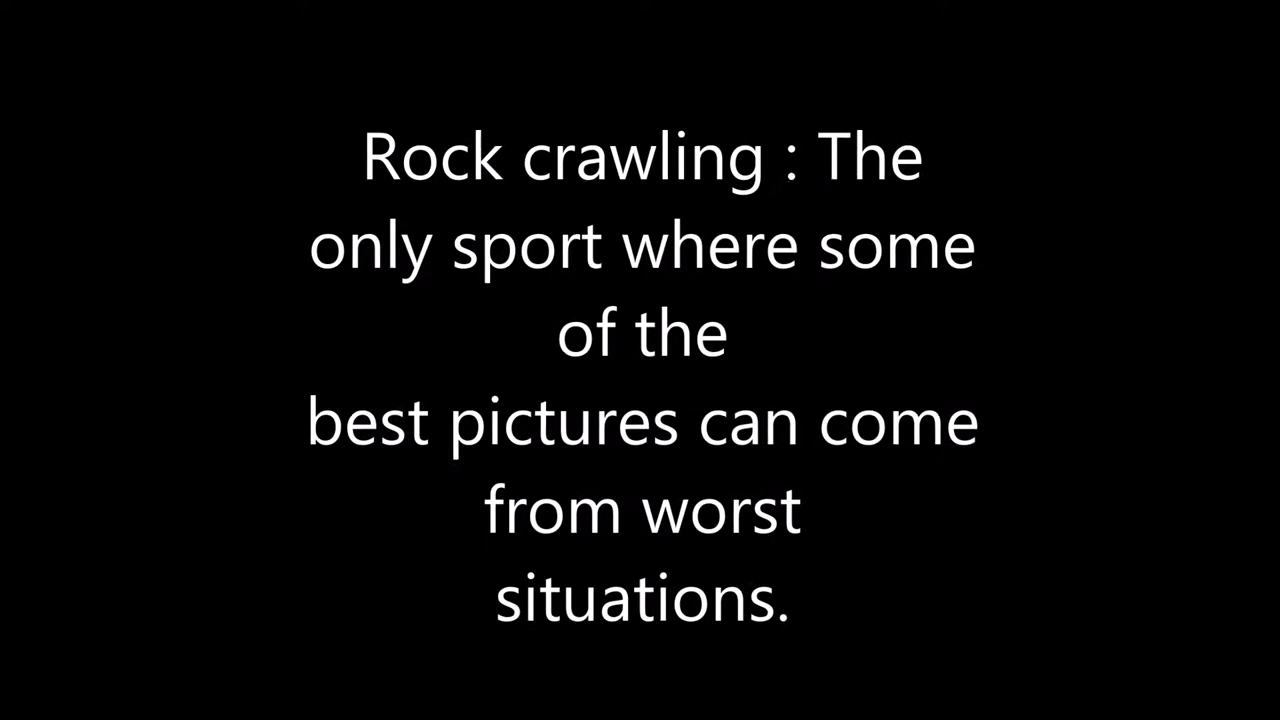 Rock crawling : The
only sport where some
of the
best pictures can come
from worst
situations.